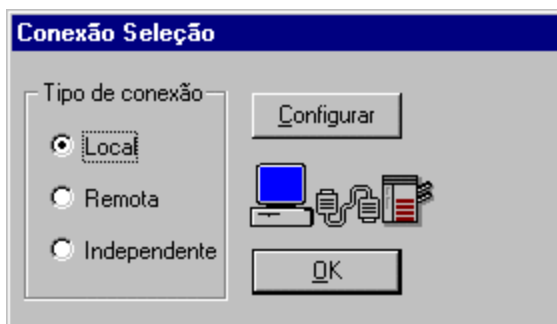 Conexão Seleção
Tipo de conexão
Local
Remota
Independente
Configurar
OK